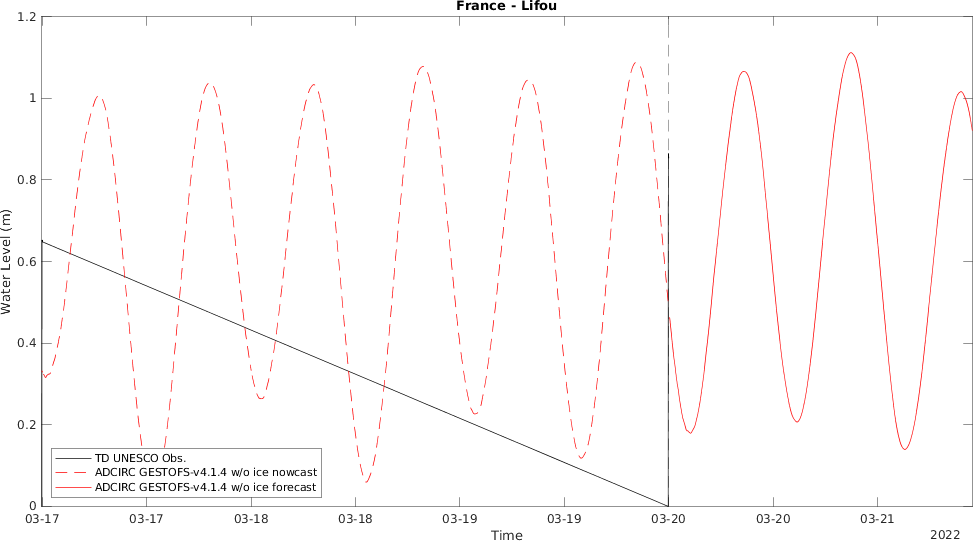 France - Lifou
1.2
1
0.8
0.6
0.4
0.2
0
Water Level (m)
TD UNESCO Obs.
ADCIRC GESTOFS-v4.1.4 w/o ice nowcast
ADCIRC GESTOFS-v4.1.4 w/o ice forecast
03-17 03-17 03-18 03-18 03-19 03-19 03-20 03-20 03-21
Time
2022